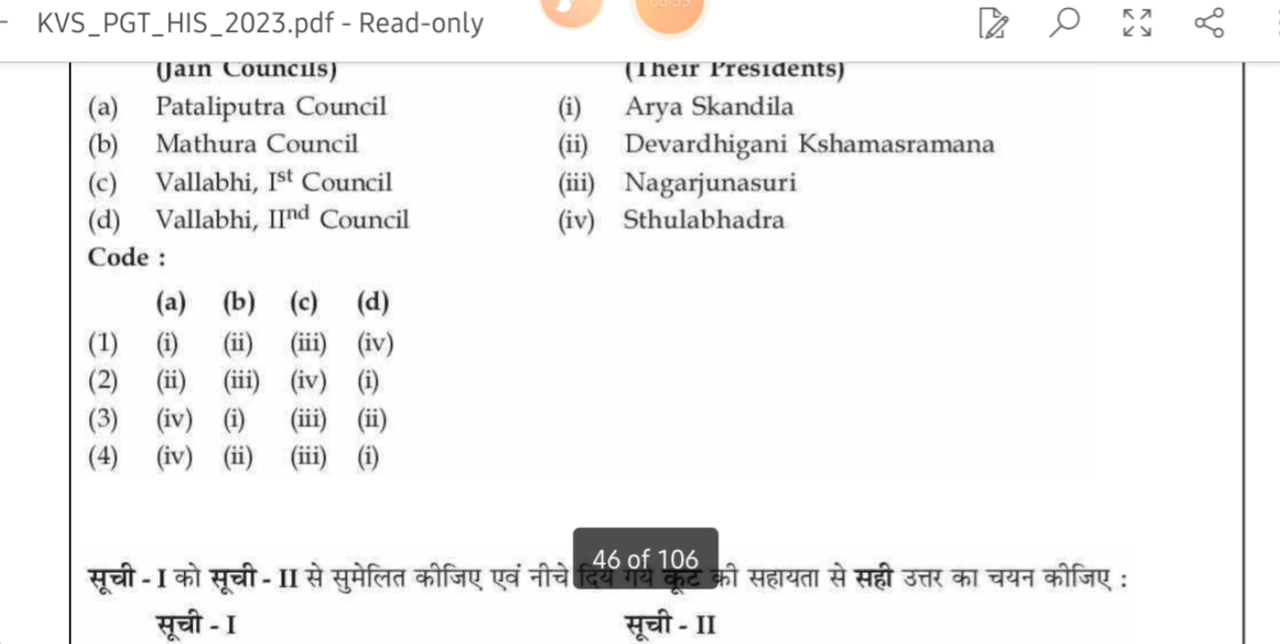 KVS_PGT_HIS_2023.pdf - Read-only
(Jain Councils) (Their Presidents)
(a) Pataliputra Council (i) Arya Skandila
(b) Mathura Council (ii) Devardhigani Kshamasramana
(c) Vallabhi, Ist Council (iii) Nagarjunasuri
(d) Vallabhi, IInd Council (iv) Sthulabhadra
Code :
(a) (b) (c) (d)
(1) (i) (ii) (iii) (iv)
(2) (ii) (iii) (iv) (i)
(3) (iv) (i) (iii) (ii)
(4) (iv) (ii) (iii) (i)
46 of 106
सूची - I को सूची - II से सुमेलित कीजिए एवं नीचे दिये गये कूट की सहायता से सही उत्तर का चयन कीजिए :
सूची - I सूची - II